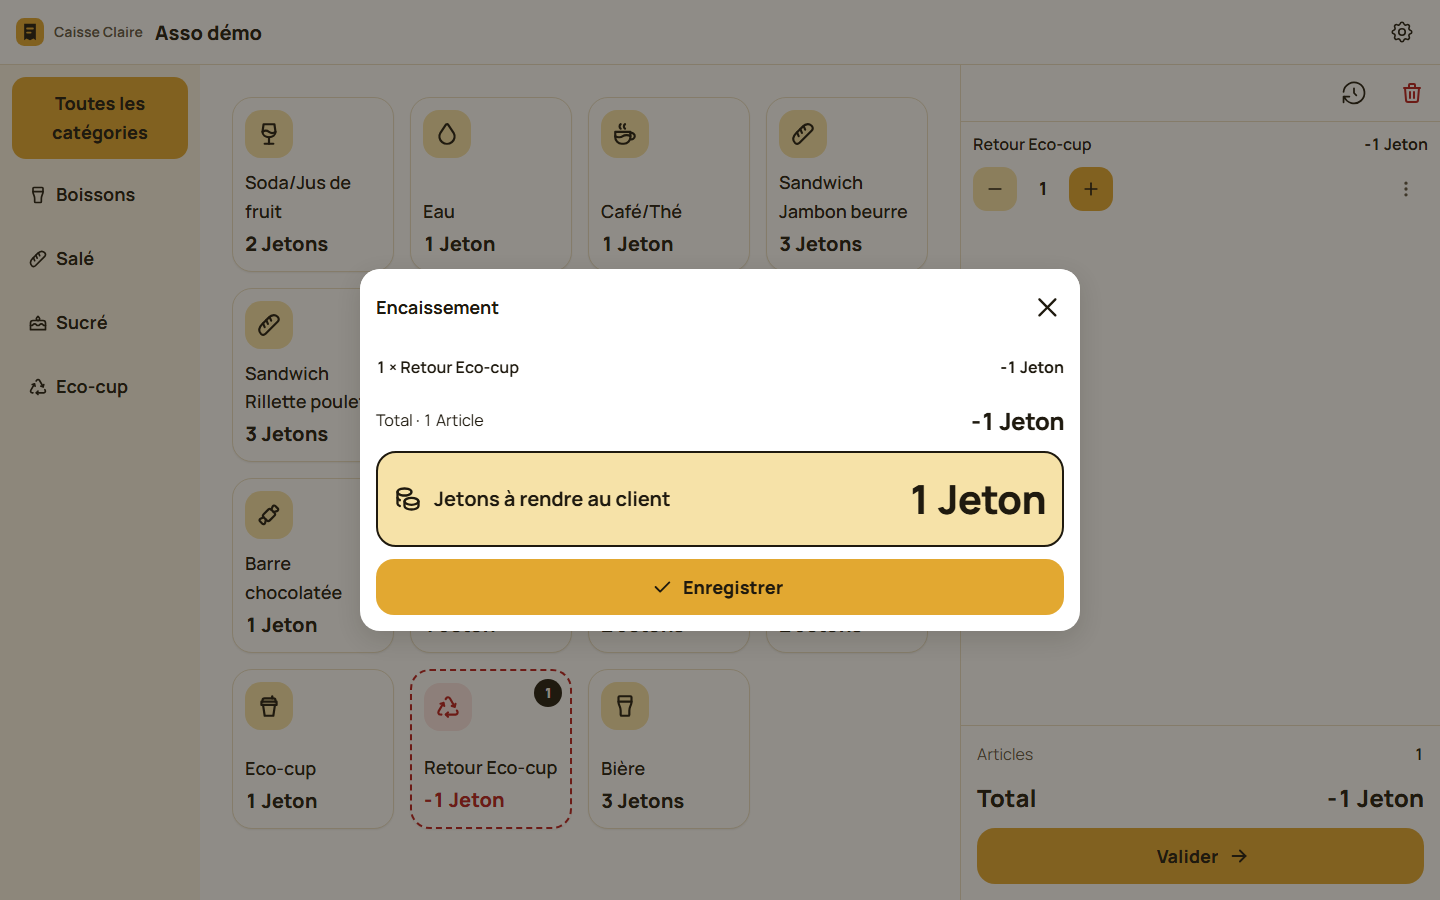 Caisse Claire Asso démo
Toutes les
catégories
Boissons
Salé
Sucré
Eco-cup
Soda/Jus de
fruit
2 Jetons
Eau
1 Jeton
Café/Thé
1 Jeton
Sandwich
Jambon beurre
3 Jetons
Sandwich
Rillette poulet
3 Jetons
Barre
chocolatée
1 Jeton
Eco-cup
1 Jeton
1
Retour Eco-cup
-1 Jeton
Bière
3 Jetons
Encaissement
1 × Retour Eco-cup -1 Jeton
Total · 1 Article -1 Jeton
Jetons à rendre au client 1 Jeton
Enregistrer
Retour Eco-cup -1 Jeton
1
Articles 1
Total -1 Jeton
Valider